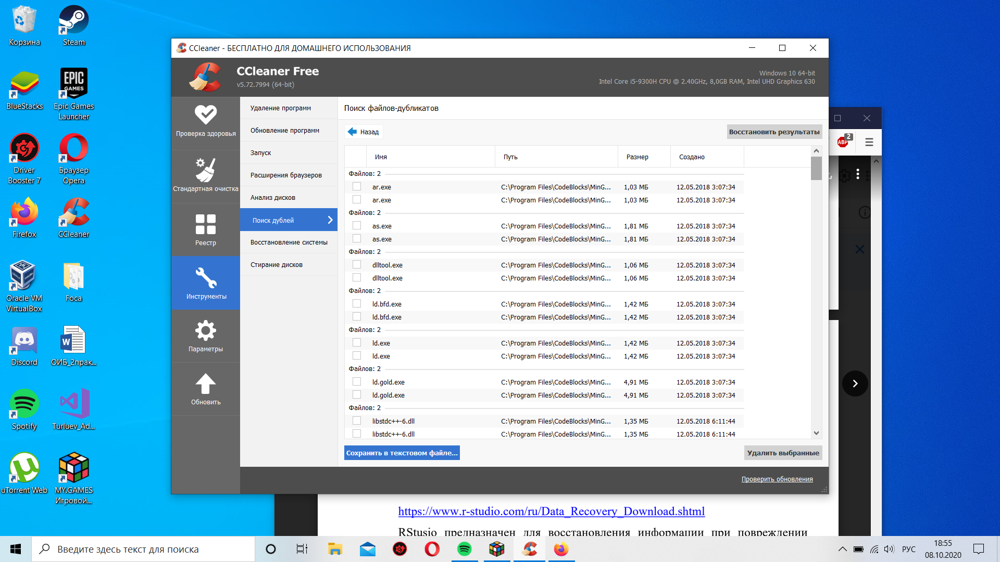 Корзина
Steam
BlueStacks
EPIC
GAMES
Epic Games
Launcher
Driver
Booster 7
Браузер
Opera
Firefox
CCleaner
Oracle VM
VirtualBox
Foca
Discord
ОИБ_2прак...
Spotify
Turluev_Ad...
uTorrent Web
MY.GAMES
Игровой...
CCleaner - БЕСПЛАТНО ДЛЯ ДОМАШНЕГО ИСПОЛЬЗОВАНИЯ
CCleaner Free
v5.72.7994 (64-bit)
Windows 10 64-bit
Intel Core i5-9300H CPU @ 2.40GHz, 8,0GB RAM, Intel UHD Graphics 630
Проверка здоровья
Стандартная очистка
Реестр
Инструменты
Параметры
Обновить
Удаление программ
Обновление программ
Запуск
Расширения браузеров
Анализ дисков
Поиск дублей
Восстановление системы
Стирание дисков
Поиск файлов-дубликатов
Назад
Восстановить результаты
Имя Путь Размер Создано
Файлов: 2
ar.exe C:\Program Files\CodeBlocks\MinG... 1,03 МБ 12.05.2018 3:07:34
ar.exe C:\Program Files\CodeBlocks\MinG... 1,03 МБ 12.05.2018 3:07:34
Файлов: 2
as.exe C:\Program Files\CodeBlocks\MinG... 1,81 МБ 12.05.2018 3:07:34
as.exe C:\Program Files\CodeBlocks\MinG... 1,81 МБ 12.05.2018 3:07:34
Файлов: 2
dlltool.exe C:\Program Files\CodeBlocks\MinG... 1,06 МБ 12.05.2018 3:07:34
dlltool.exe C:\Program Files\CodeBlocks\MinG... 1,06 МБ 12.05.2018 3:07:34
Файлов: 2
ld.bfd.exe C:\Program Files\CodeBlocks\MinG... 1,42 МБ 12.05.2018 3:07:34
ld.bfd.exe C:\Program Files\CodeBlocks\MinG... 1,42 МБ 12.05.2018 3:07:34
Файлов: 2
ld.exe C:\Program Files\CodeBlocks\MinG... 1,42 МБ 12.05.2018 3:07:34
ld.exe C:\Program Files\CodeBlocks\MinG... 1,42 МБ 12.05.2018 3:07:34
Файлов: 2
ld.gold.exe C:\Program Files\CodeBlocks\MinG... 4,91 МБ 12.05.2018 3:07:34
ld.gold.exe C:\Program Files\CodeBlocks\MinG... 4,91 МБ 12.05.2018 3:07:34
Файлов: 2
libstdc++-6.dll C:\Program Files\CodeBlocks\MinG... 1,35 МБ 12.05.2018 6:11:44
libstdc++-6.dll C:\Program Files\CodeBlocks\MinG... 1,35 МБ 12.05.2018 6:11:44
Сохранить в текстовом файле...
Удалить выбранные
Проверить обновления
ABP
2
https://www.r-studio.com/ru/Data_Recovery_Download.shtml
RStusio предназначен для восстановления информации при повреждении
Введите здесь текст для поиска
РУС
18:55
08.10.2020